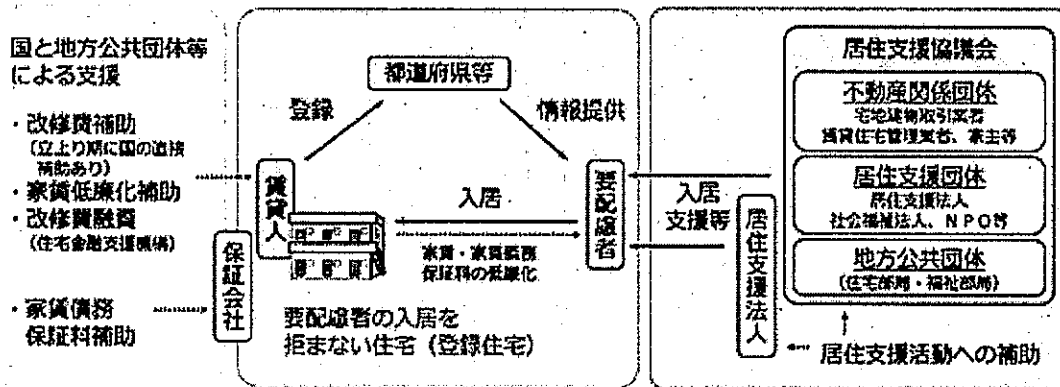 国と地方公共団体等
による支援
・改修費補助
(立上り期に国の直接
補助あり)
・家賃低廉化補助
・改修費融資
(住宅金融支援機構)
・家賃債務
保証料補助
都道府県等
登録
情報提供
賃貸人
保証会社
入居
家賃・家賃債務
保証料の低廉化
要配慮者
要配慮者の入居を
拒まない住宅(登録住宅)
入居
支援等
居住支援法人
居住支援協議会
不動産関係団体
宅地建物取引業者
賃貸住宅管理業者、家主等
居住支援団体
居住支援法人
社会福祉法人、NPO等
地方公共団体
(住宅部局・福祉部局)
居住支援活動への補助